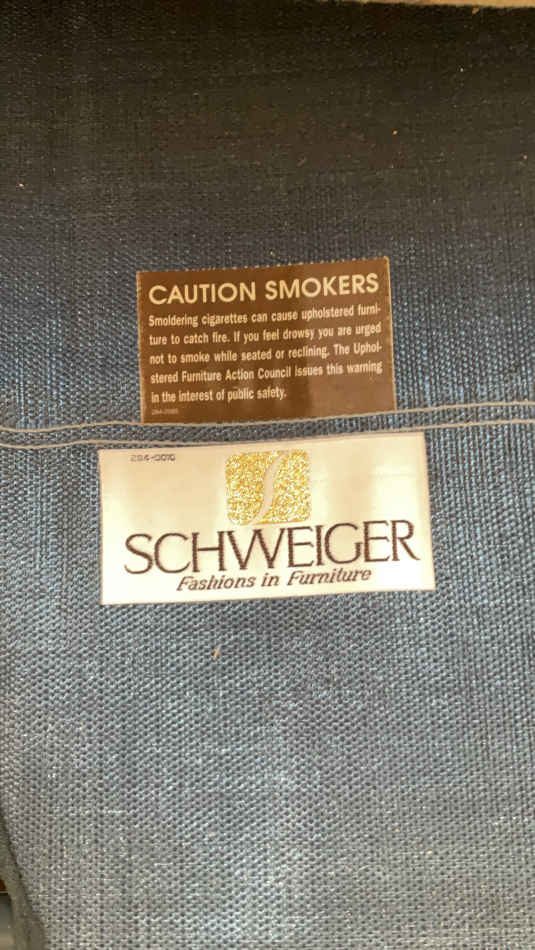 CAUTION SMOKERS
Smoldering cigarettes can cause upholstered furni-
ture to catch fire. If you feel drowsy you are urged
not to smoke while seated or reclining. The Uphol-
stered Furniture Action Council issues this warning
in the interest of public safety.
284-0010
SCHWEIGER
Fashions in Furniture